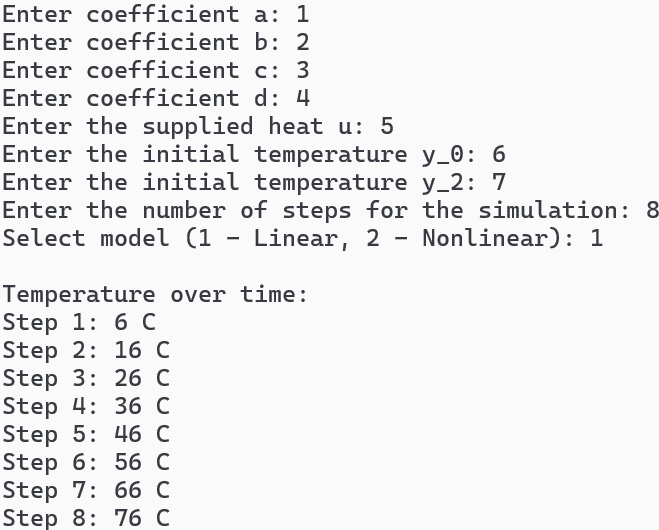 Enter coefficient a: 1
Enter coefficient b: 2
Enter coefficient c: 3
Enter coefficient d: 4
Enter the supplied heat u: 5
Enter the initial temperature y_0: 6
Enter the initial temperature y_2: 7
Enter the number of steps for the simulation: 8
Select model (1 - Linear, 2 - Nonlinear): 1

Temperature over time:
Step 1: 6 C
Step 2: 16 C
Step 3: 26 C
Step 4: 36 C
Step 5: 46 C
Step 6: 56 C
Step 7: 66 C
Step 8: 76 C